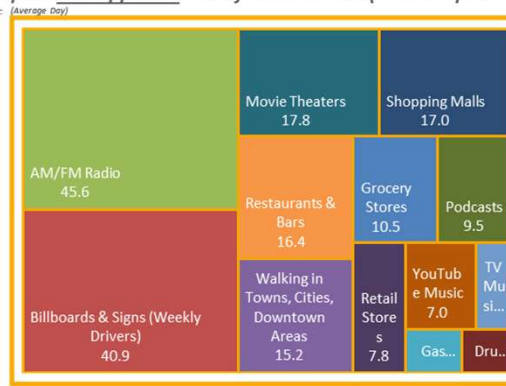 (Average Day)
AM/FM Radio
45.6
Billboards & Signs (Weekly
Drivers)
40.9
Movie Theaters
17.8
Shopping Malls
17.0
Restaurants &
Bars
16.4
Walking in
Towns, Cities,
Downtown
Areas
15.2
Grocery
Stores
10.5
Podcasts
9.5
Retail
Store
s
7.8
YouTub
e Music
7.0
TV
Mu
si...
Gas...
Dru...